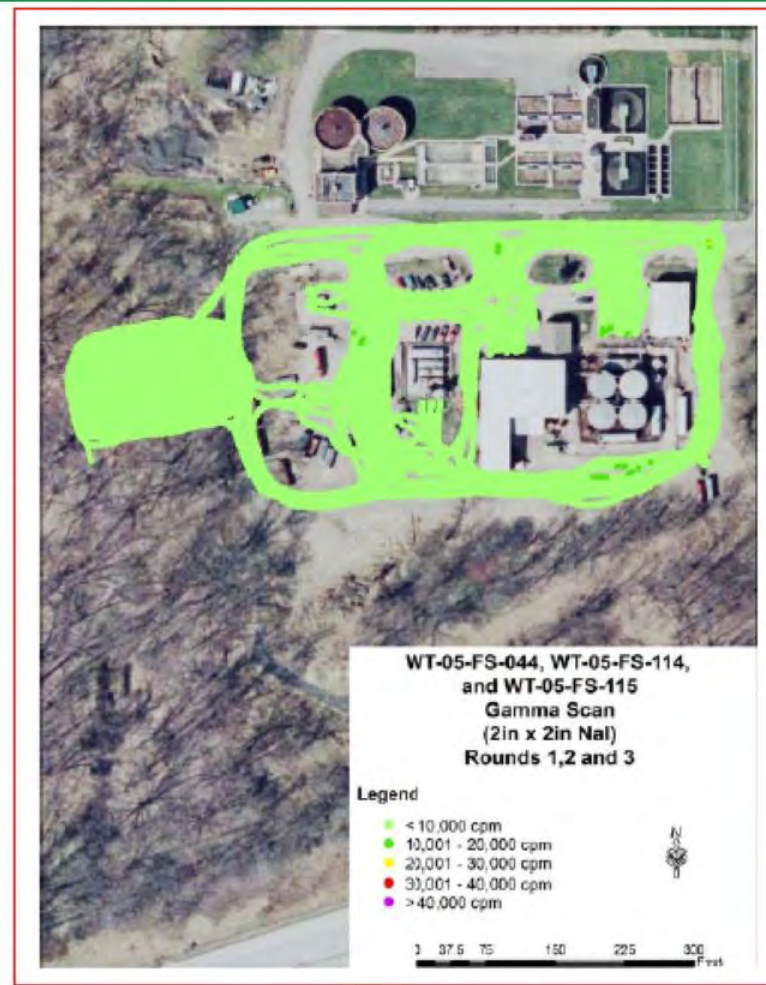 WT-05-FS-044, WT-05-FS-114,
and WT-05-FS-115
Gamma Scan
(2in x 2in NaI)
Rounds 1,2 and 3
Legend
< 10,000 cpm
10,001 - 20,000 cpm
20,001 - 30,000 cpm
30,001 - 40,000 cpm
> 40,000 cpm
N
37.5 75 150 225 300
Feet